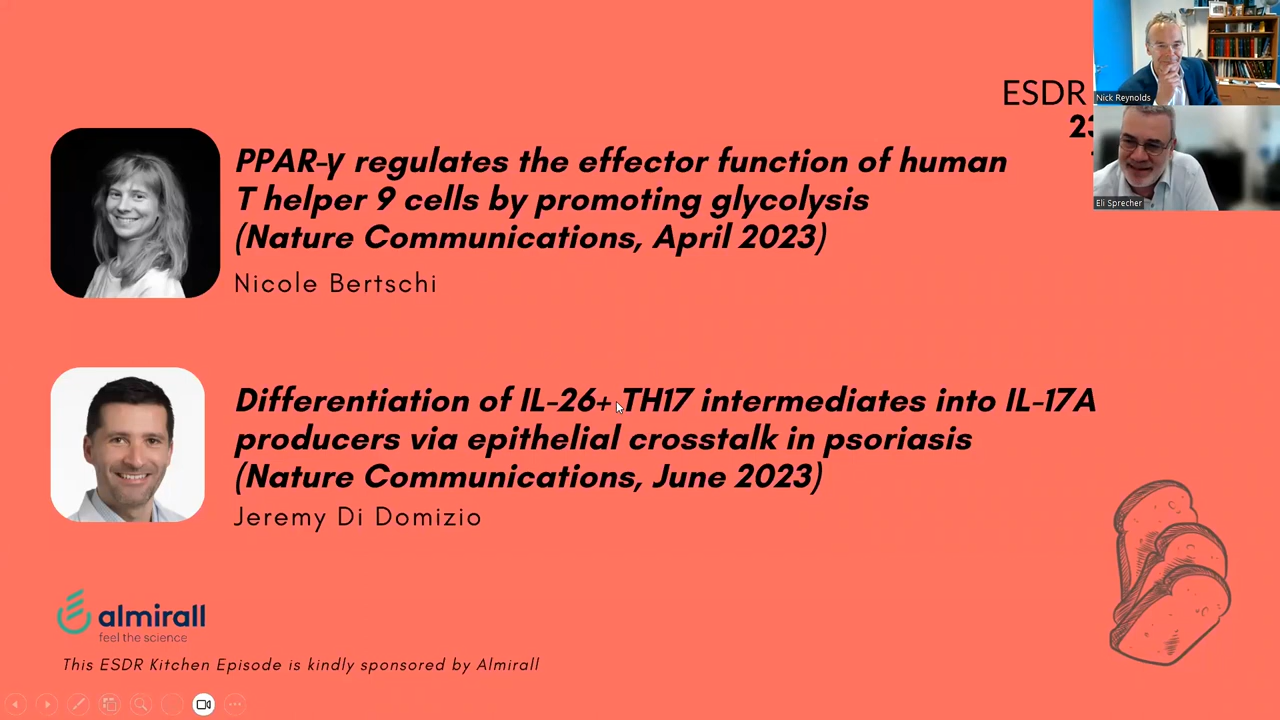 ESDR
Nick Reynolds
Eli Sprecher
PPAR-γ regulates the effector function of human
T helper 9 cells by promoting glycolysis
(Nature Communications, April 2023)
Nicole Bertschi
Differentiation of IL-26+ TH17 intermediates into IL-17A
producers via epithelial crosstalk in psoriasis
(Nature Communications, June 2023)
Jeremy Di Domizio
almirall
feel the science
This ESDR Kitchen Episode is kindly sponsored by Almirall